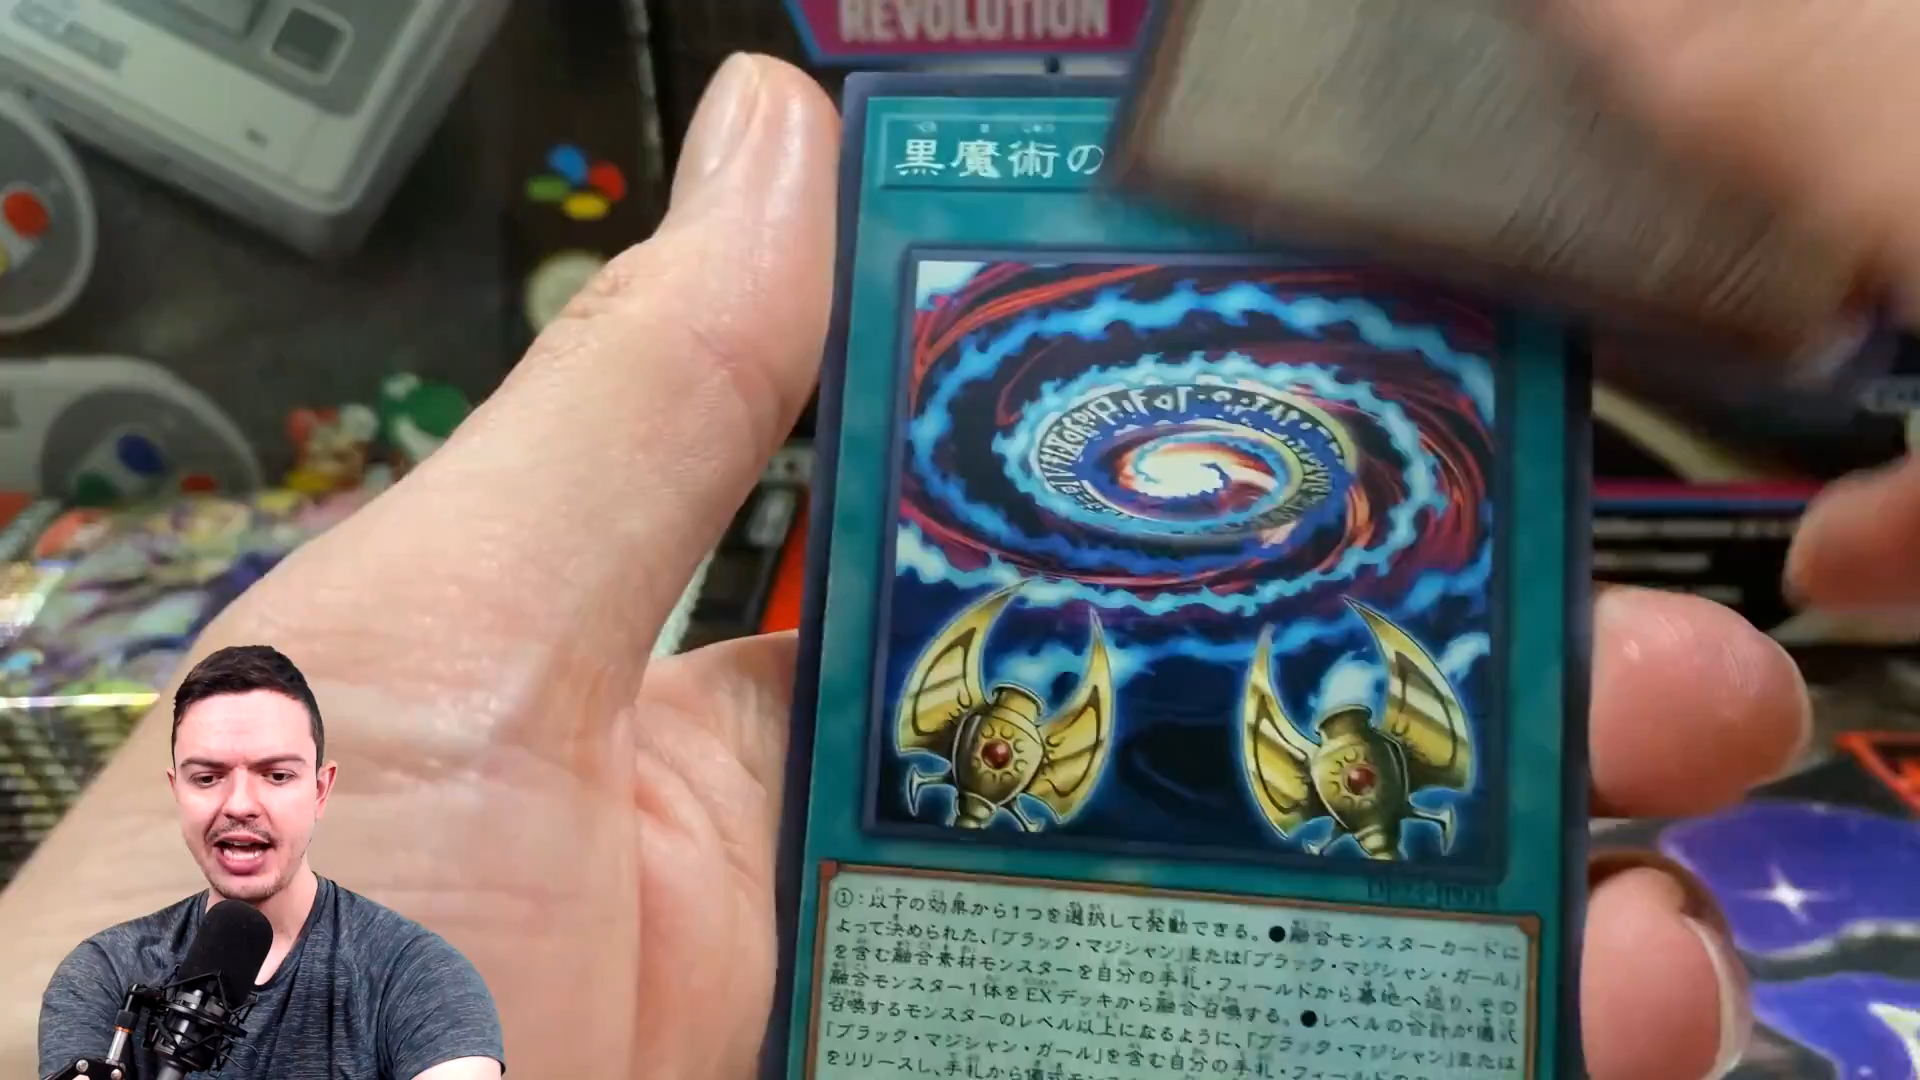 REVOLUTION
黒魔術の
①：以下の効果から1つを選択して発動できる。●融合モンスターカードに
よって決められた、「ブラック・マジシャン」または「ブラック・マジシャン・ガール」
を含む融合素材モンスターを自分の手札・フィールドから墓地へ送り、その
融合モンスター1体をEXデッキから融合召喚する。●レベルの合計が儀式
召喚するモンスターのレベル以上になるように、「ブラック・マジシャン」または
「ブラック・マジシャン・ガール」を含む自分の手札・フィールドの
をリリースし、手札から儀式モン